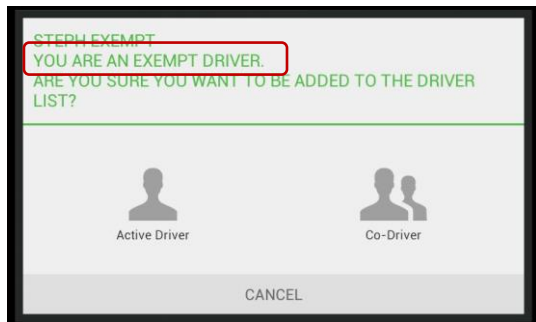 STEPH EXEMPT
YOU ARE AN EXEMPT DRIVER.
ARE YOU SURE YOU WANT TO BE ADDED TO THE DRIVER
LIST?
Active Driver
Co-Driver
CANCEL